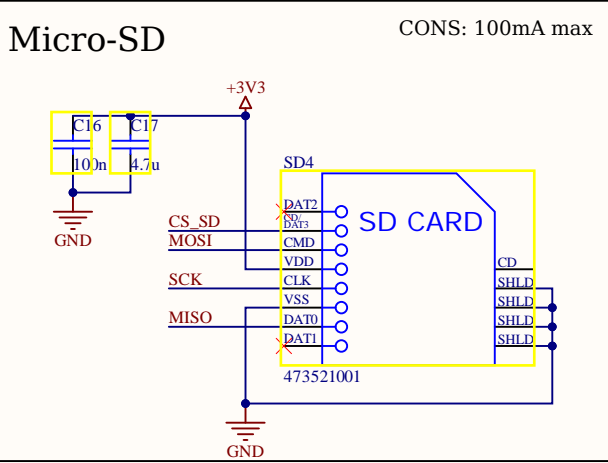 Micro-SD
CONS: 100mA max
+3V3
C16
C17
100n
4.7u
GND
SD4
SD CARD
DAT2
CS_SD
CD/
DAT3
MOSI
CMD
VDD
CD
SCK
CLK
SHLD
VSS
SHLD
MISO
DAT0
SHLD
DAT1
SHLD
473521001
GND